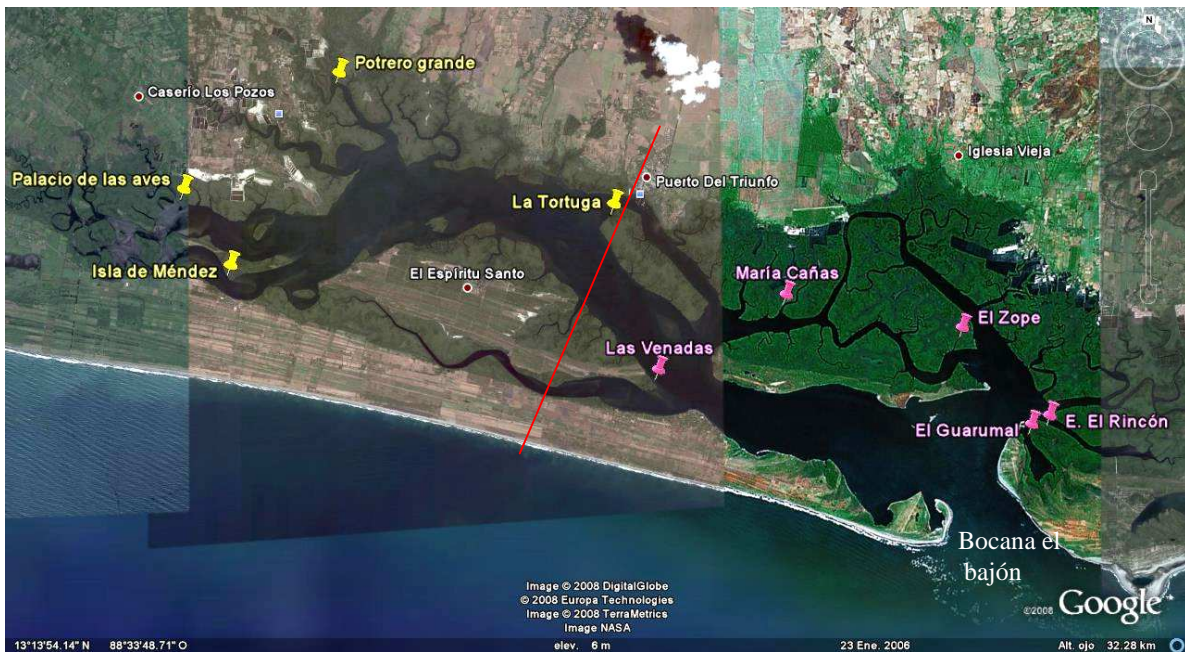 N
Potrero grande
Caserío Los Pozos
Iglesia Vieja
Palacio de las aves
Puerto Del Triunfo
La Tortuga
Isla de Méndez
El Espíritu Santo
María Cañas
El Zope
Las Venadas
El Guarumal
E. El Rincón
Bocana el
bajón
Image © 2008 DigitalGlobe
© 2008 Europa Technologies
Image © 2008 TerraMetrics
Image NASA
©2008 Google™
13°13'54.14" N 88°33'48.71" O elev. 6 m 23 Ene. 2006 Alt. ojo 32.28 km